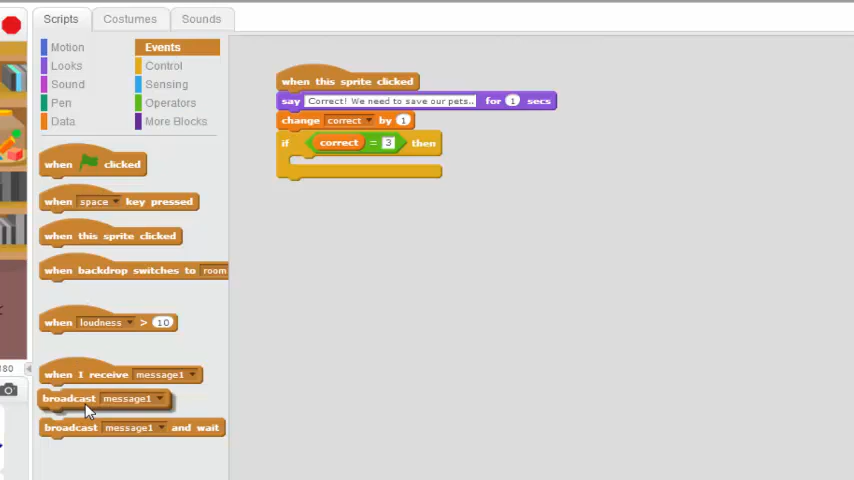 Scripts Costumes Sounds
Motion Events
Looks Control
Sound Sensing
Pen Operators
Data More Blocks
when clicked
when space key pressed
when this sprite clicked
when backdrop switches to room
when loudness > 10
when I receive message1
broadcast message1
broadcast message1 and wait
when this sprite clicked
say Correct! We need to save our pets.. for 1 secs
change correct by 1
if correct = 3 then